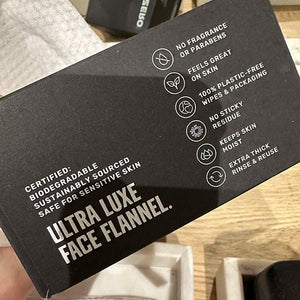 NO FRAGRANCE
OR PARABENS
FEELS GREAT
ON SKIN
100% PLASTIC-FREE
WIPES & PACKAGING
NO STICKY
RESIDUE
KEEPS SKIN
MOIST
EXTRA THICK
RINSE & REUSE
CERTIFIED:
BIODEGRADABLE
SUSTAINABLY SOURCED
SAFE FOR SENSITIVE SKIN
ULTRA LUXE
FACE FLANNEL.